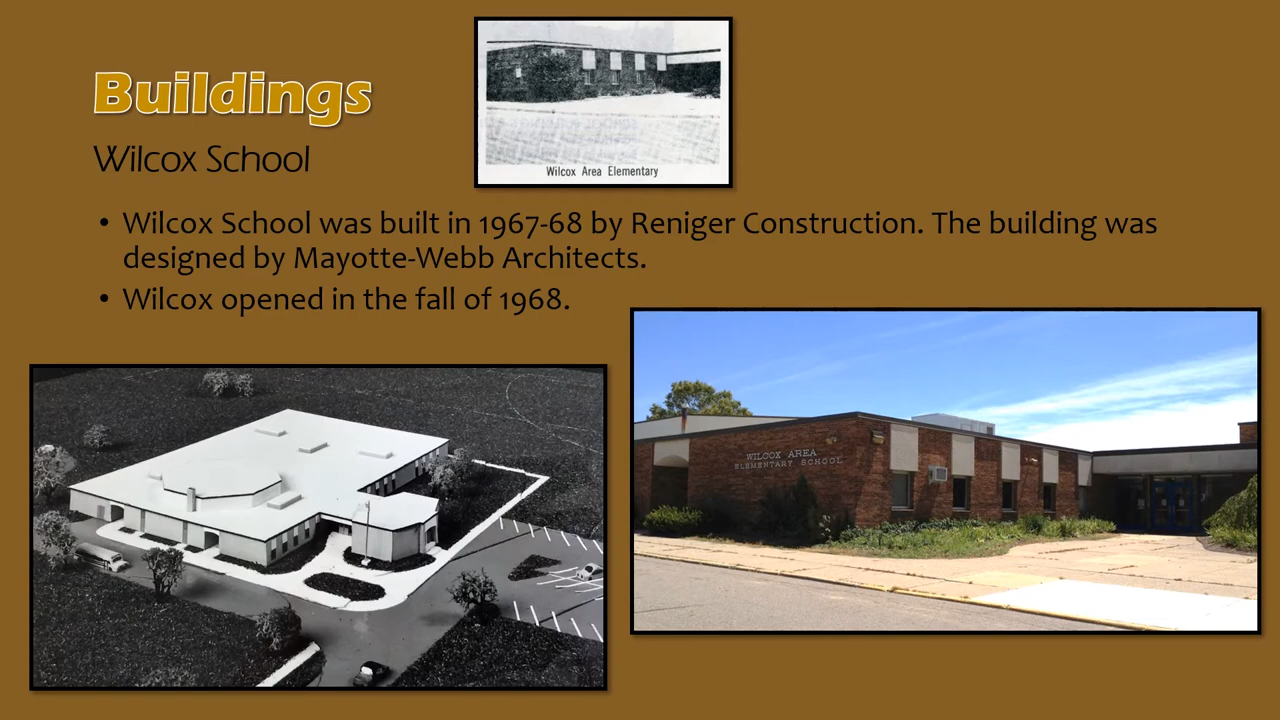 Buildings
Wilcox School
Wilcox Area Elementary
• Wilcox School was built in 1967-68 by Reniger Construction. The building was
designed by Mayotte-Webb Architects.
• Wilcox opened in the fall of 1968.
WILCOX AREA
ELEMENTARY SCHOOL